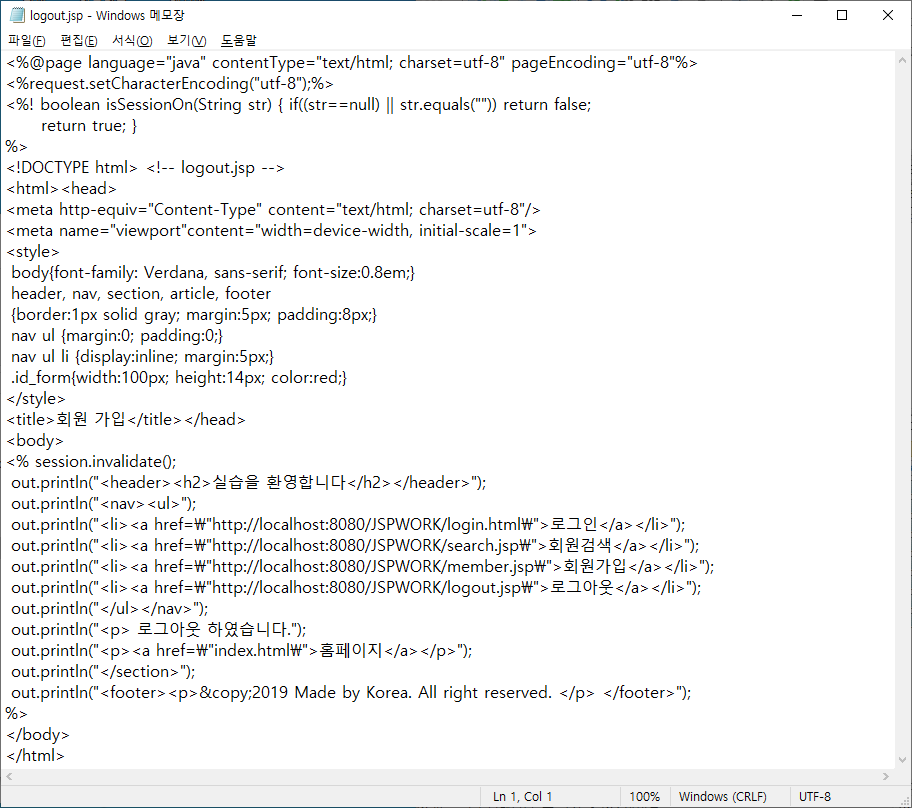 logout.jsp - Windows 메모장
파일(F) 편집(E) 서식(O) 보기(V) 도움말
<%@page language="java" contentType="text/html; charset=utf-8" pageEncoding="utf-8"%>
<%request.setCharacterEncoding("utf-8");%>
<%! boolean isSessionOn(String str) { if((str==null) || str.equals("")) return false;
return true; }
%>
<!DOCTYPE html> <!-- logout.jsp -->
<html><head>
<meta http-equiv="Content-Type" content="text/html; charset=utf-8"/>
<meta name="viewport"content="width=device-width, initial-scale=1">
<style>
body{font-family: Verdana, sans-serif; font-size:0.8em;}
header, nav, section, article, footer
{border:1px solid gray; margin:5px; padding:8px;}
nav ul {margin:0; padding:0;}
nav ul li {display:inline; margin:5px;}
.id_form{width:100px; height:14px; color:red;}
</style>
<title>회원 가입</title></head>
<body>
<% session.invalidate();
out.println("<header><h2>실습을 환영합니다</h2></header>");
out.println("<nav><ul>");
out.println("<li><a href=₩"http://localhost:8080/JSPWORK/login.html₩">로그인</a></li>");
out.println("<li><a href=₩"http://localhost:8080/JSPWORK/search.jsp₩">회원검색</a></li>");
out.println("<li><a href=₩"http://localhost:8080/JSPWORK/member.jsp₩">회원가입</a></li>");
out.println("<li><a href=₩"http://localhost:8080/JSPWORK/logout.jsp₩">로그아웃</a></li>");
out.println("</ul></nav>");
out.println("<p> 로그아웃 하였습니다.");
out.println("<p><a href=₩"index.html₩">홈페이지</a></p>");
out.println("</section>");
out.println("<footer><p>&copy;2019 Made by Korea. All right reserved. </p> </footer>");
%>
</body>
</html>
Ln 1, Col 1 100% Windows (CRLF) UTF-8